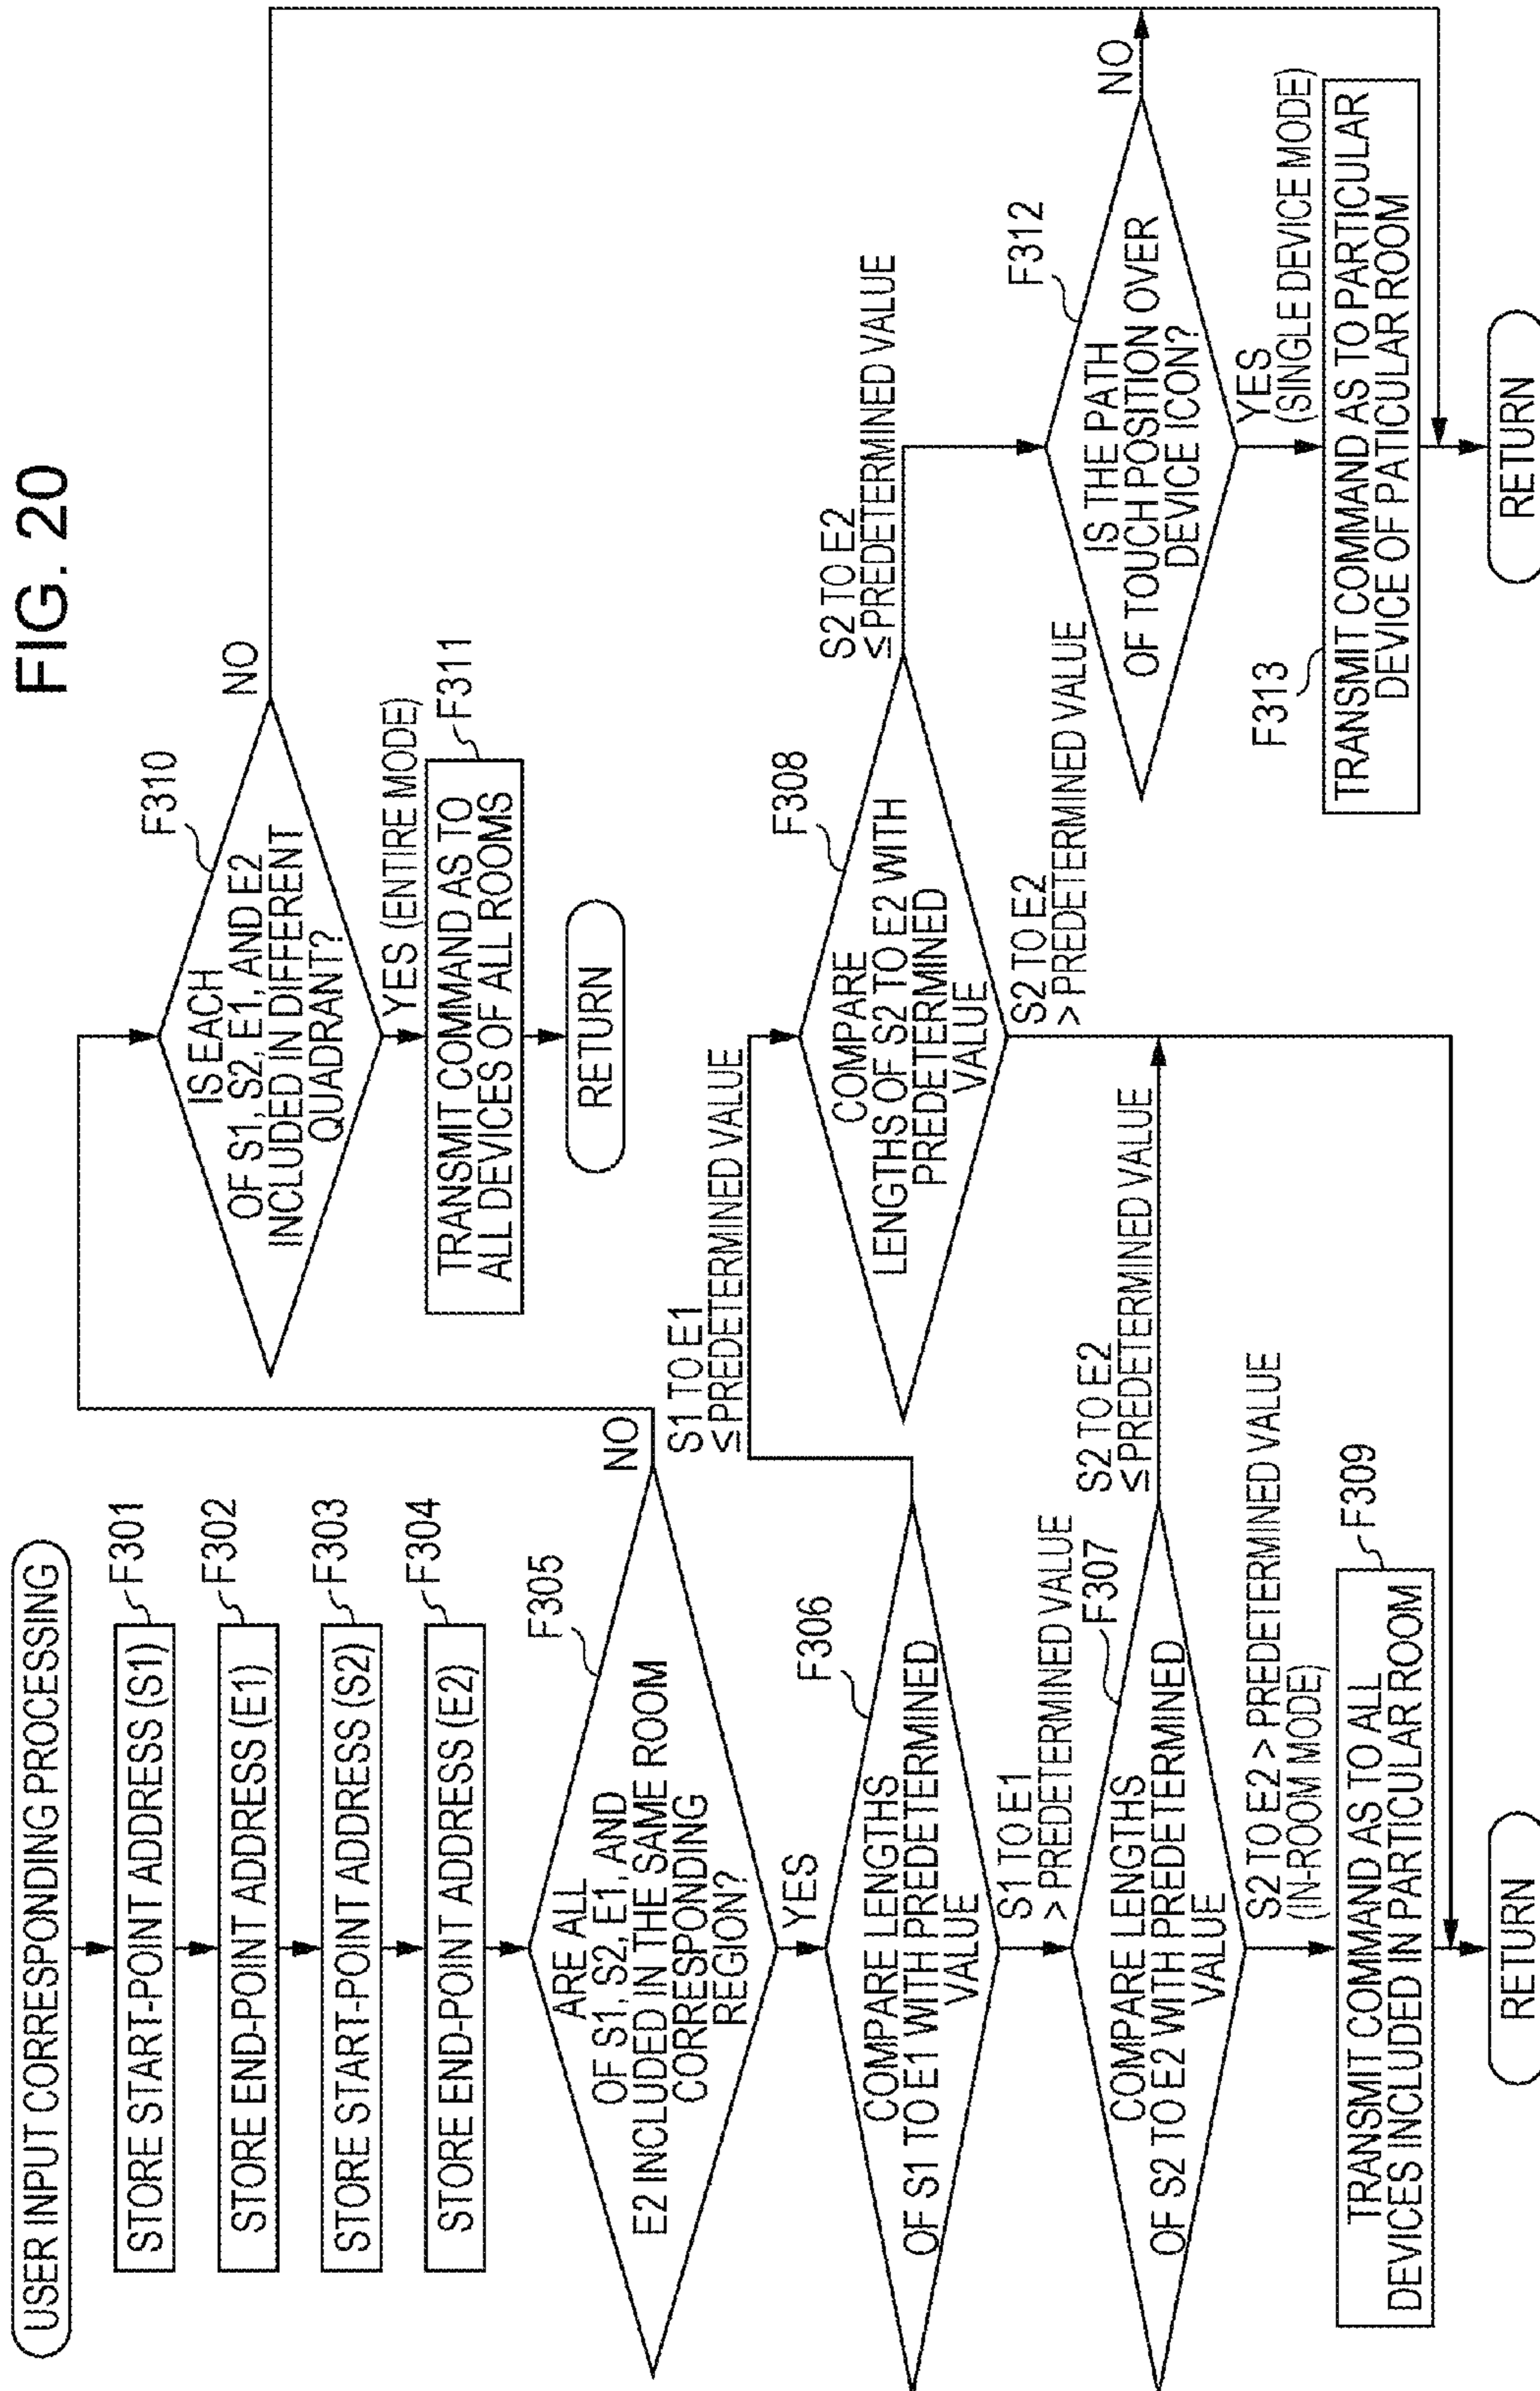 FIG. 20
USER INPUT CORRESPONDING PROCESSING
STORE START-POINT ADDRESS (S1)
F301
STORE END-POINT ADDRESS (E1)
F302
STORE START-POINT ADDRESS (S2)
F303
STORE END-POINT ADDRESS (E2)
F304
F305
ARE ALL
OF S1, S2, E1, AND
E2 INCLUDED IN THE SAME ROOM
CORRESPONDING
REGION?
NO
YES
F306
COMPARE LENGTHS
OF S1 TO E1 WITH PREDETERMINED
VALUE
S1 TO E1
≤PREDETERMINED VALUE
S1 TO E1
> PREDETERMINED VALUE
F307
COMPARE LENGTHS
OF S2 TO E2 WITH PREDETERMINED
VALUE
S2 TO E2
≤PREDETERMINED VALUE
S2 TO E2 > PREDETERMINED VALUE
(IN-ROOM MODE)
F309
TRANSMIT COMMAND AS TO ALL
DEVICES INCLUDED IN PARTICULAR ROOM
RETURN
F310
IS EACH
OF S1, S2, E1, AND E2
INCLUDED IN DIFFERENT
QUADRANT?
NO
YES (ENTIRE MODE)
F311
TRANSMIT COMMAND AS TO
ALL DEVICES OF ALL ROOMS
RETURN
F308
COMPARE
LENGTHS OF S2 TO E2 WITH
PREDETERMINED
VALUE
S2 TO E2
≤PREDETERMINED VALUE
S2 TO E2
> PREDETERMINED VALUE
F312
IS THE PATH
OF TOUCH POSITION OVER
DEVICE ICON?
NO
YES
(SINGLE DEVICE MODE)
F313
TRANSMIT COMMAND AS TO PARTICULAR
DEVICE OF PATICULAR ROOM
RETURN